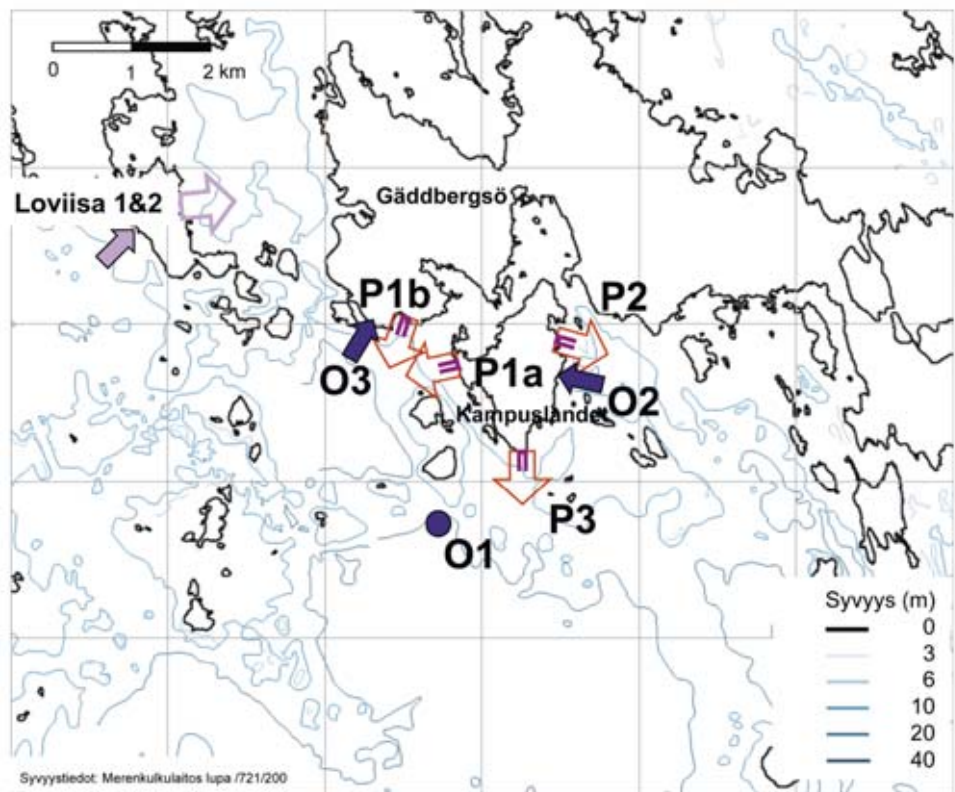 0 1 2 km
Gäddbergsö
Loviisa 1&2
P1b
P2
O3
P1a
Kampuslandet
O2
P3
O1
Syvyys (m)
0
3
6
10
20
40
Syvyystiedot: Merenkulkulaitos lupa /721/200